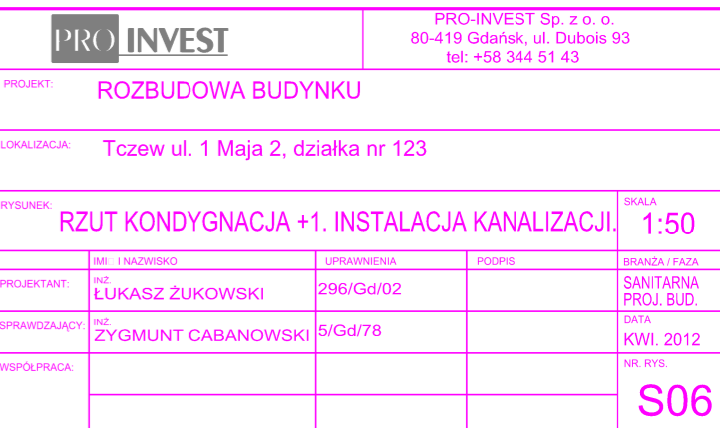 PRO INVEST
PRO-INVEST Sp. z o. o.
80-419 Gdańsk, ul. Dubois 93
tel: +58 344 51 43
PROJEKT:
ROZBUDOWA BUDYNKU
LOKALIZACJA:
Tczew ul. 1 Maja 2, działka nr 123
RYSUNEK:
RZUT KONDYGNACJA +1. INSTALACJA KANALIZACJI.
SKALA
1:50
IMI□ I NAZWISKO
UPRAWNIENIA
PODPIS
BRANŻA / FAZA
PROJEKTANT:
INŻ.
ŁUKASZ ŻUKOWSKI
296/Gd/02
SANITARNA
PROJ. BUD.
SPRAWDZAJĄCY:
INŻ.
ZYGMUNT CABANOWSKI
5/Gd/78
DATA
KWI. 2012
WSPÓŁPRACA:
NR. RYS.
S06